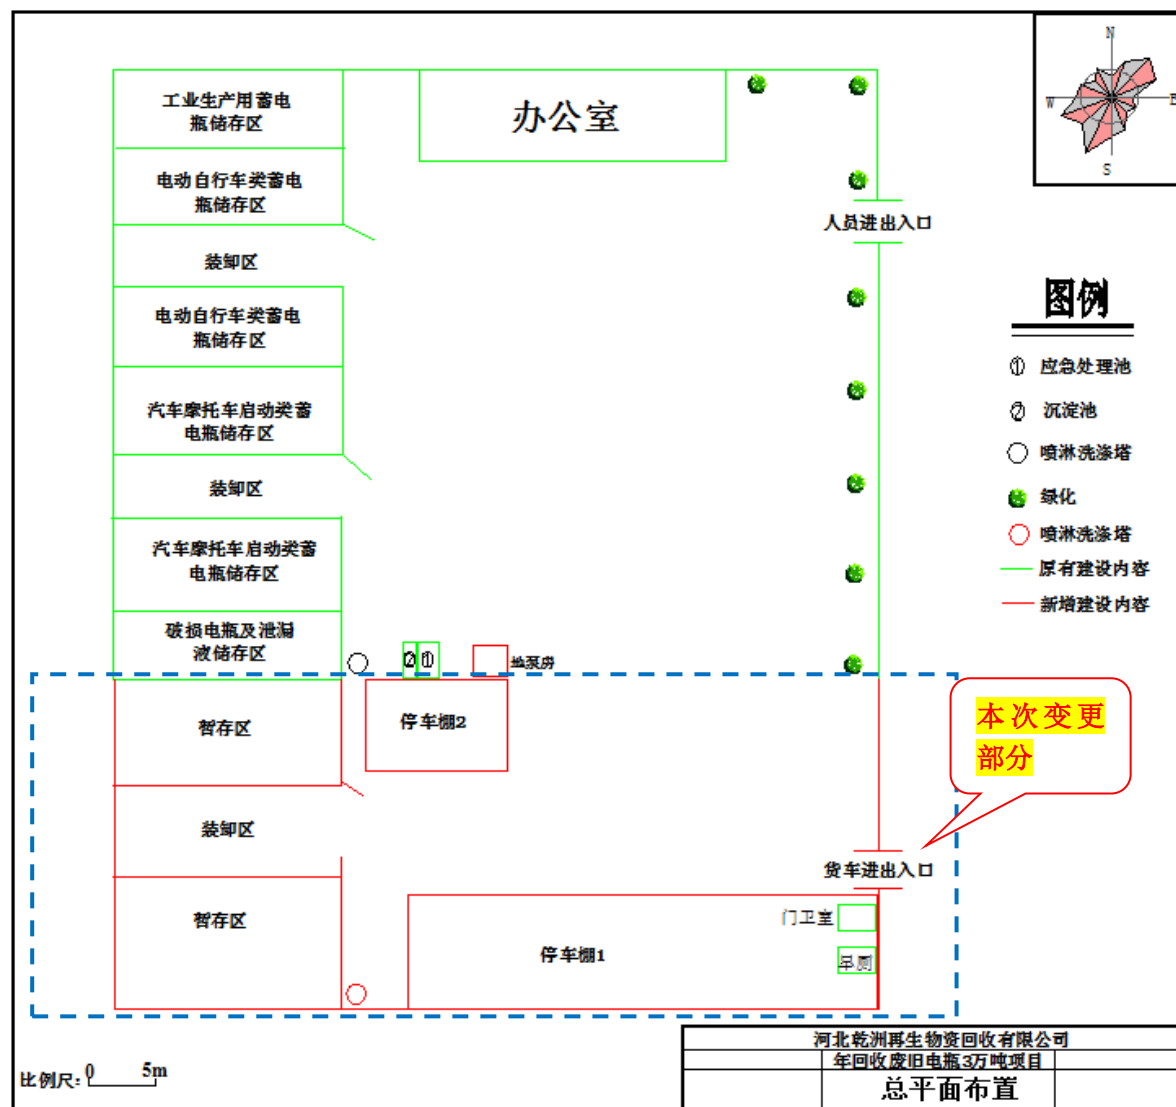 N
W
E
S
工业生产用蓄电
瓶储存区
办公室
电动自行车类蓄电
瓶储存区
人员进出入口
装卸区
电动自行车类蓄电
瓶储存区
图例
① 应急处理池
② 沉淀池
喷淋洗涤塔
绿化
喷淋洗涤塔
原有建设内容
新增建设内容
汽车摩托车启动类蓄
电瓶储存区
装卸区
汽车摩托车启动类蓄
电瓶储存区
破损电瓶及泄漏
液储存区
② ①
地泵房
暂存区
停车棚2
本次变更
部分
装卸区
货车进出入口
暂存区
门卫室
停车棚1
旱厕
河北乾洲再生物资回收有限公司
年回收废旧电瓶3万吨项目
总平面布置
比例尺: 0 5m